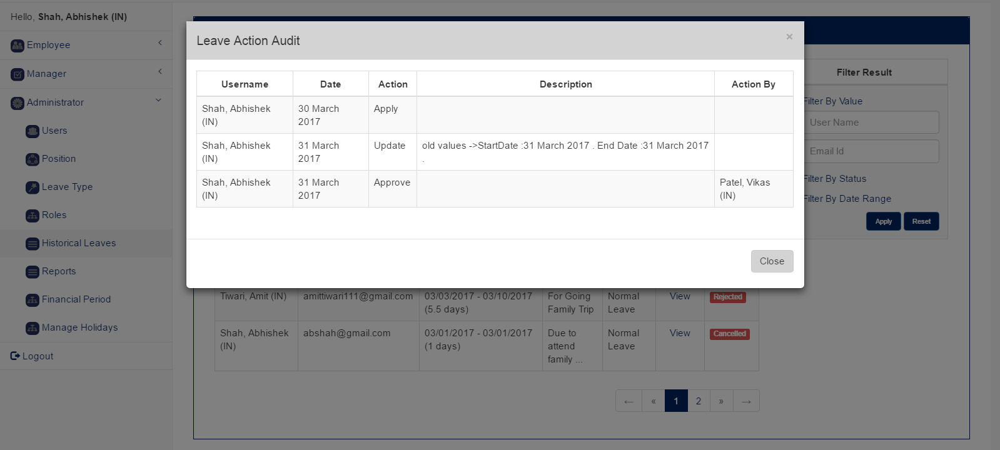 Hello, Shah, Abhishek (IN)
Employee
Manager
Administrator
Users
Position
Leave Type
Roles
Historical Leaves
Reports
Financial Period
Manage Holidays
Logout
Leave Action Audit
×
Username Date Action Description Action By
Shah, Abhishek 30 March Apply
(IN) 2017
Shah, Abhishek 31 March Update old values ->StartDate :31 March 2017 . End Date :31 March 2017
(IN) 2017 .
Shah, Abhishek 31 March Approve Patel, Vikas
(IN) 2017 (IN)
Close
Filter Result
Filter By Value
User Name
Email Id
Filter By Status
Filter By Date Range
Apply Reset
Tiwari, Amit (IN) amittiwari111@gmail.com 03/03/2017 - 03/10/2017 For Going Normal View Rejected
(5.5 days) Family Trip Leave
Shah, Abhishek abshah@gmail.com 03/01/2017 - 03/01/2017 Due to Normal View Cancelled
(IN) (1 days) attend Leave
family ...
← « 1 2 » →